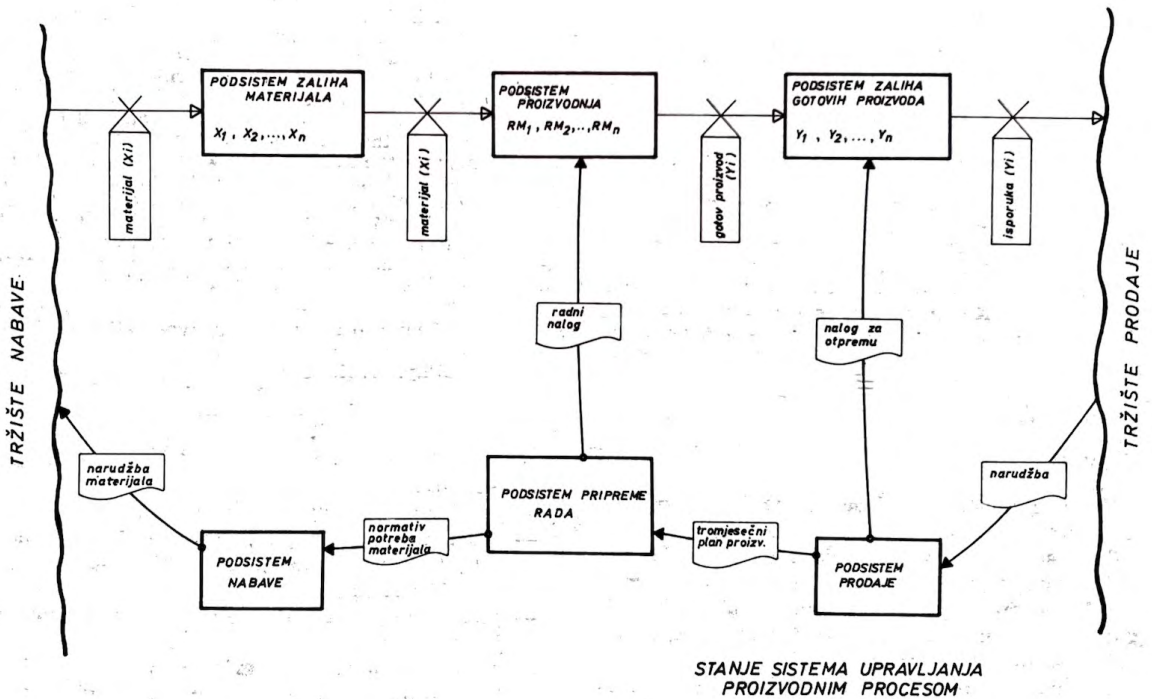 PODSISTEM ZALIHA
MATERIJALA
X1 , X2 ,..., Xn
PODSISTEM
PROIZVODNJA
RM1 , RM2 ,..,RMn
PODSISTEM ZALIHA
GOTOVIH PROIZVODA
Y1 , Y2 ,..., Yn
materijal (Xi)
materijal (Xi)
gotov proizvod
(Yi)
isporuka (Yi)
TRŽIŠTE NABAVE
TRŽIŠTE PRODAJE
radni
nalog
nalog za
otpremu
narudžba
materijala
normativ
potreba
materijala
PODSISTEM PRIPREME
RADA
tromjesečni
plan proizv.
narudžba
PODSISTEM
NABAVE
PODSISTEM
PRODAJE
STANJE SISTEMA UPRAVLJANJA
PROIZVODNIM PROCESOM